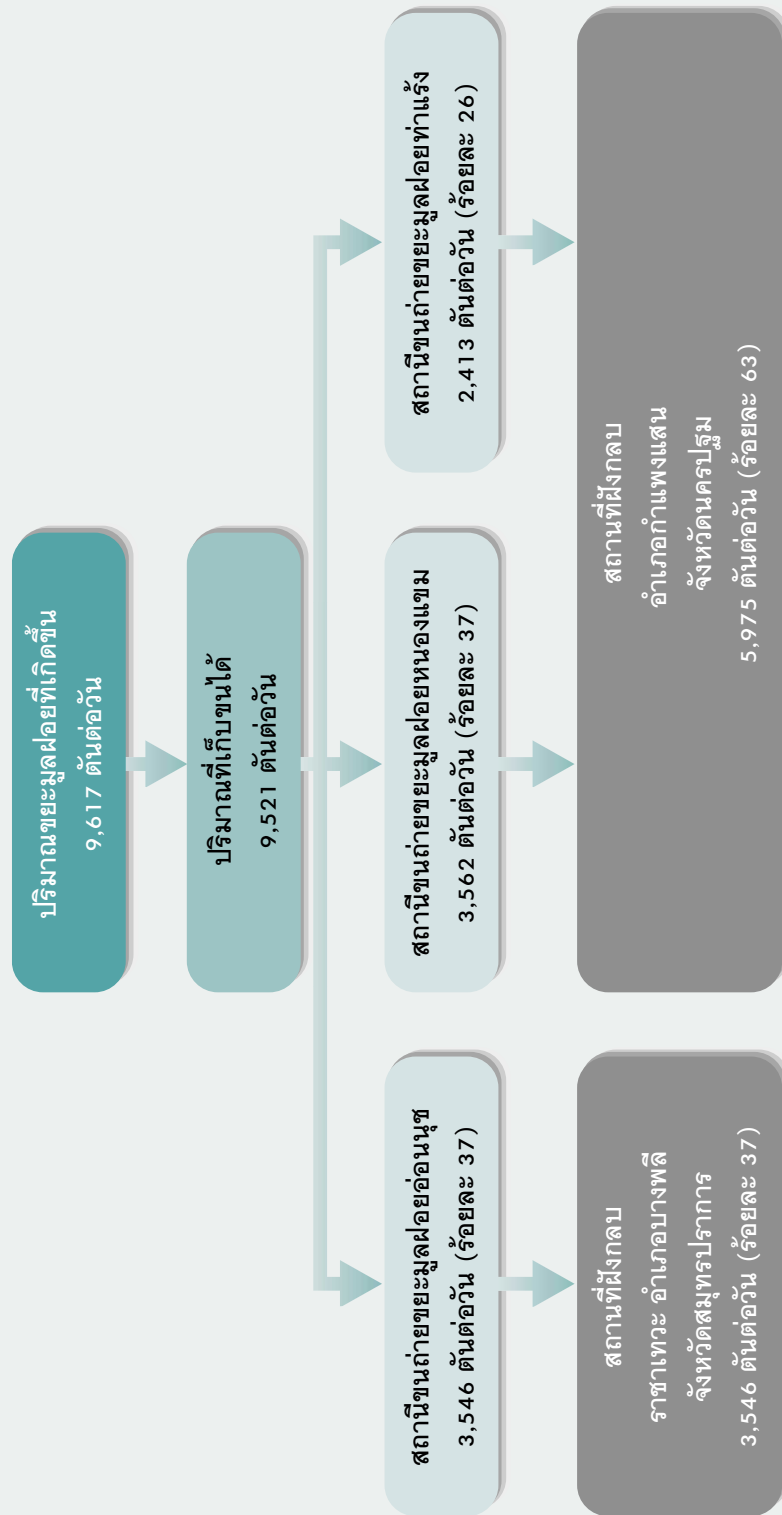 ปริมาณขยะมูลฝอยที่เกิดขึ้น
9,617 ตันต่อวัน
ปริมาณที่เก็บขนได้
9,521 ตันต่อวัน
สถานีขนถ่ายขยะมูลฝอยอ่อนนุช
3,546 ตันต่อวัน (ร้อยละ 37)
สถานีขนถ่ายขยะมูลฝอยหนองแขม
3,562 ตันต่อวัน (ร้อยละ 37)
สถานีขนถ่ายขยะมูลฝอยท่าแร้ง
2,413 ตันต่อวัน (ร้อยละ 26)
สถานที่ฝังกลบ
ราชาเทวะ อำเภอบางพลี
จังหวัดสมุทรปราการ
3,546 ตันต่อวัน (ร้อยละ 37)
สถานที่ฝังกลบ
อำเภอกำแพงแสน
จังหวัดนครปฐม
5,975 ตันต่อวัน (ร้อยละ 63)